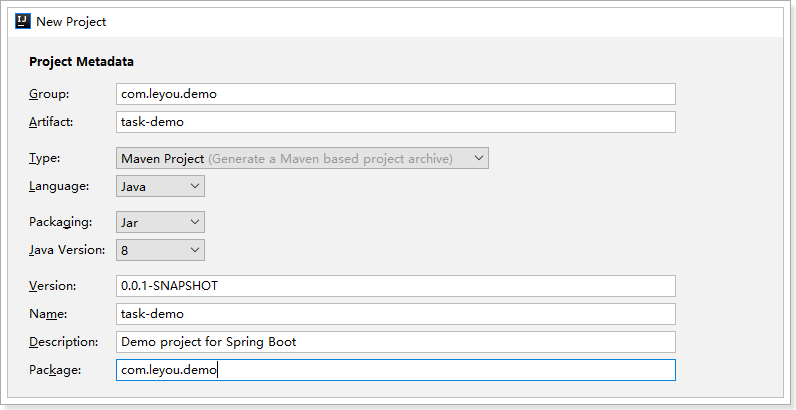 New Project
Project Metadata
Group: com.leyou.demo
Artifact: task-demo
Type: Maven Project (Generate a Maven based project archive)
Language: Java
Packaging: Jar
Java Version: 8
Version: 0.0.1-SNAPSHOT
Name: task-demo
Description: Demo project for Spring Boot
Package: com.leyou.demo